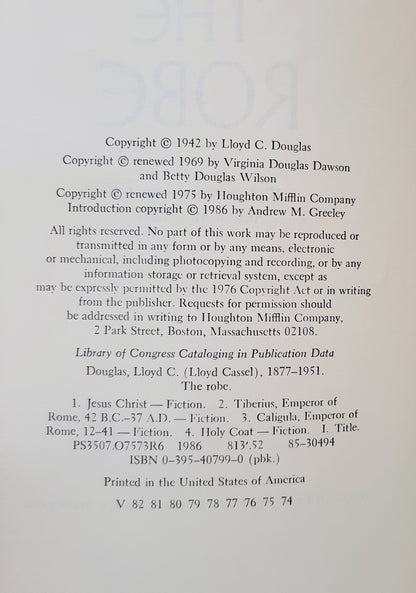 THE
ROBE
Copyright © 1942 by Lloyd C. Douglas
Copyright © renewed 1969 by Virginia Douglas Dawson
and Betty Douglas Wilson
Copyright © renewed 1975 by Houghton Mifflin Company
Introduction copyright © 1986 by Andrew M. Greeley
All rights reserved. No part of this work may be reproduced or
transmitted in any form or by any means, electronic
or mechanical, including photocopying and recording, or by any
information storage or retrieval system, except as
may be expressly permitted by the 1976 Copyright Act or in writing
from the publisher. Requests for permission should
be addressed in writing to Houghton Mifflin Company,
2 Park Street, Boston, Massachusetts 02108.
Library of Congress Cataloging in Publication Data
Douglas, Lloyd C. (Lloyd Cassel), 1877–1951.
The robe.
1. Jesus Christ — Fiction. 2. Tiberius, Emperor of
Rome, 42 B.C.–37 A.D. — Fiction. 3. Caligula, Emperor of
Rome, 12–41 — Fiction. 4. Holy Coat — Fiction. I. Title.
PS3507.O7573R6 1986 813'.52 85-30494
ISBN 0-395-40799-0 (pbk.)
Printed in the United States of America
V 82 81 80 79 78 77 76 75 74